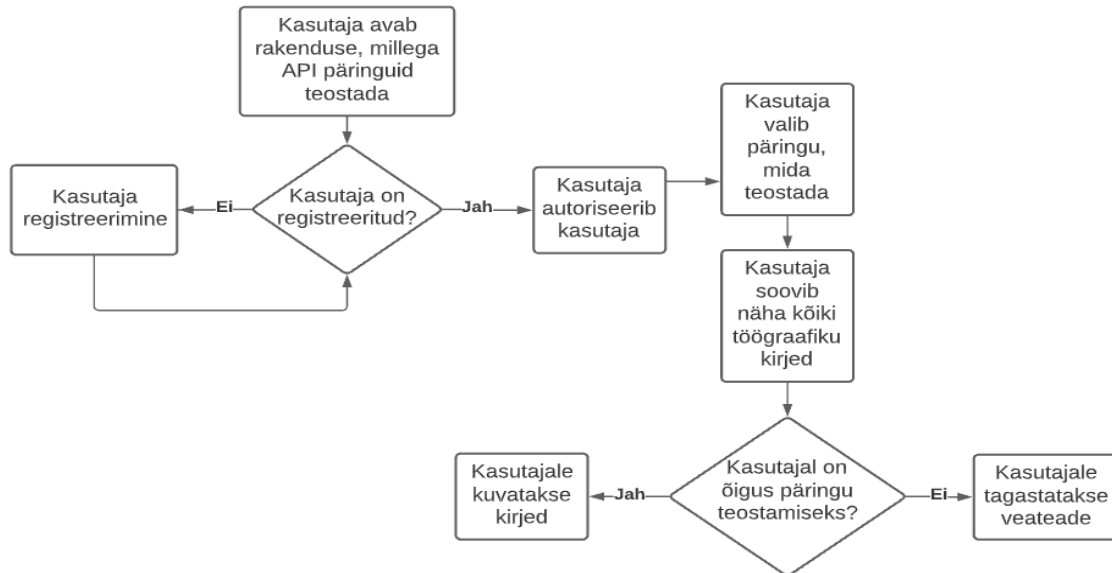 Kasutaja avab
rakenduse, millega
API päringuid
teostada
Kasutaja
registreerimine
Ei
Kasutaja on
registreeritud?
Jah
Kasutaja
autoriseerib
kasutaja
Kasutaja
valib
päringu,
mida
teostada
Kasutaja
soovib
näha kõiki
töögraafiku
kirjed
Kasutajale
kuvatakse
kirjed
Jah
Kasutajal on
õigus päringu
teostamiseks?
Ei
Kasutajale
tagastatakse
veateade